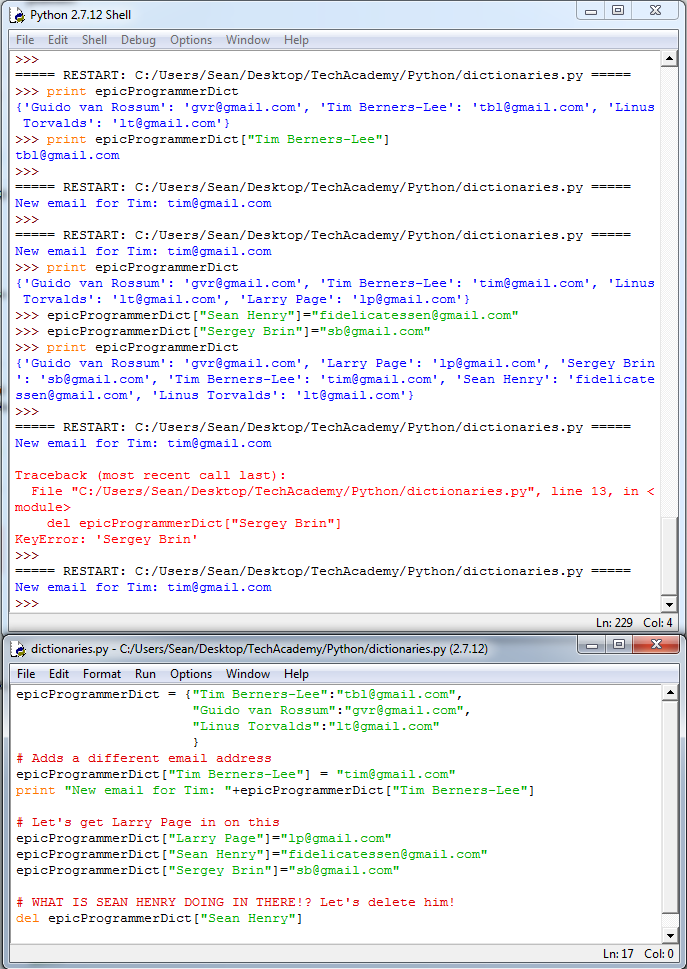 Python 2.7.12 Shell
File Edit Shell Debug Options Window Help
>>>
===== RESTART: C:/Users/Sean/Desktop/TechAcademy/Python/dictionaries.py =====
>>> print epicProgrammerDict
{'Guido van Rossum': 'gvr@gmail.com', 'Tim Berners-Lee': 'tbl@gmail.com', 'Linus
 Torvalds': 'lt@gmail.com'}
>>> print epicProgrammerDict["Tim Berners-Lee"]
tbl@gmail.com
>>>
===== RESTART: C:/Users/Sean/Desktop/TechAcademy/Python/dictionaries.py =====
New email for Tim: tim@gmail.com
>>>
===== RESTART: C:/Users/Sean/Desktop/TechAcademy/Python/dictionaries.py =====
New email for Tim: tim@gmail.com
>>> print epicProgrammerDict
{'Guido van Rossum': 'gvr@gmail.com', 'Tim Berners-Lee': 'tim@gmail.com', 'Linus
 Torvalds': 'lt@gmail.com', 'Larry Page': 'lp@gmail.com'}
>>> epicProgrammerDict["Sean Henry"]="fidelicatessen@gmail.com"
>>> epicProgrammerDict["Sergey Brin"]="sb@gmail.com"
>>> print epicProgrammerDict
{'Guido van Rossum': 'gvr@gmail.com', 'Larry Page': 'lp@gmail.com', 'Sergey Brin
': 'sb@gmail.com', 'Tim Berners-Lee': 'tim@gmail.com', 'Sean Henry': 'fidelicate
ssen@gmail.com', 'Linus Torvalds': 'lt@gmail.com'}
>>>
===== RESTART: C:/Users/Sean/Desktop/TechAcademy/Python/dictionaries.py =====
New email for Tim: tim@gmail.com

Traceback (most recent call last):
  File "C:/Users/Sean/Desktop/TechAcademy/Python/dictionaries.py", line 13, in <
module>
    del epicProgrammerDict["Sergey Brin"]
KeyError: 'Sergey Brin'
>>>
===== RESTART: C:/Users/Sean/Desktop/TechAcademy/Python/dictionaries.py =====
New email for Tim: tim@gmail.com
>>>
Ln: 229 Col: 4
dictionaries.py - C:/Users/Sean/Desktop/TechAcademy/Python/dictionaries.py (2.7.12)
File Edit Format Run Options Window Help
epicProgrammerDict = {"Tim Berners-Lee":"tbl@gmail.com",
                      "Guido van Rossum":"gvr@gmail.com",
                      "Linus Torvalds":"lt@gmail.com"
                      }
# Adds a different email address
epicProgrammerDict["Tim Berners-Lee"] = "tim@gmail.com"
print "New email for Tim: "+epicProgrammerDict["Tim Berners-Lee"]

# Let's get Larry Page in on this
epicProgrammerDict["Larry Page"]="lp@gmail.com"
epicProgrammerDict["Sean Henry"]="fidelicatessen@gmail.com"
epicProgrammerDict["Sergey Brin"]="sb@gmail.com"

# WHAT IS SEAN HENRY DOING IN THERE!? Let's delete him!
del epicProgrammerDict["Sean Henry"]
Ln: 17 Col: 0